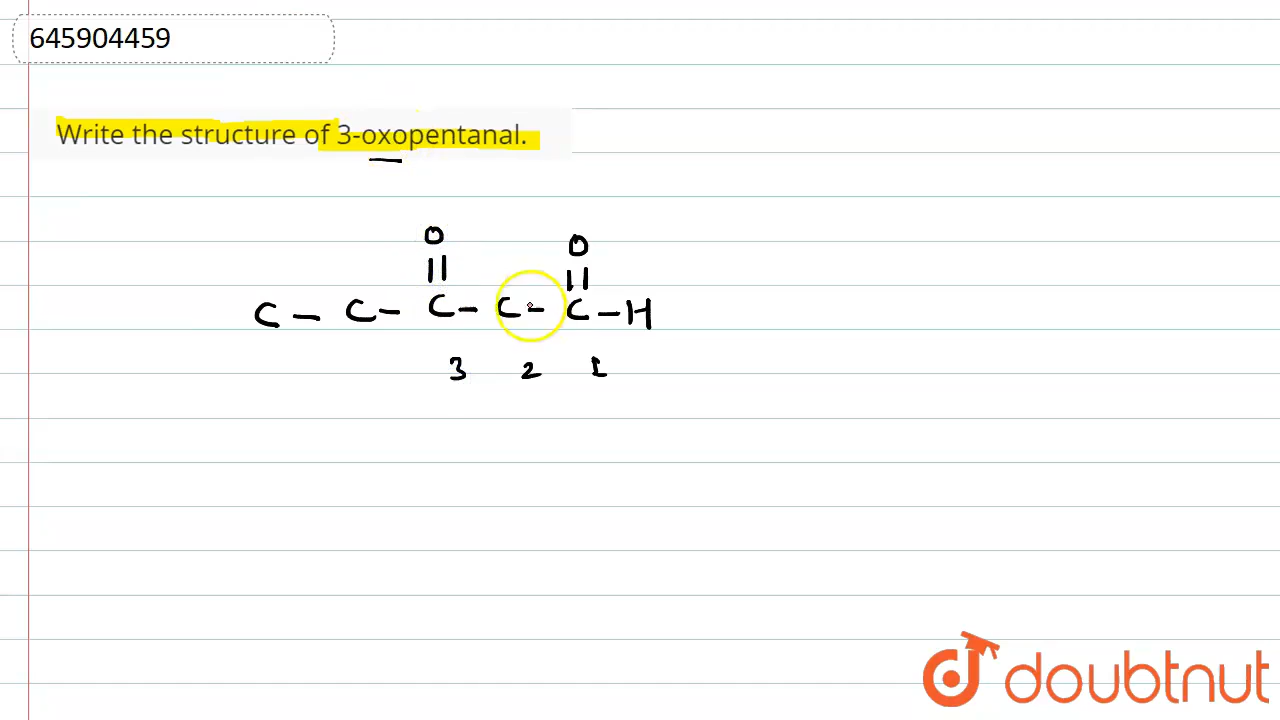 645904459
Write the structure of 3-oxopentanal.
O O
|| ||
C - C - C - C - C - H
3 2 1
doubtnut